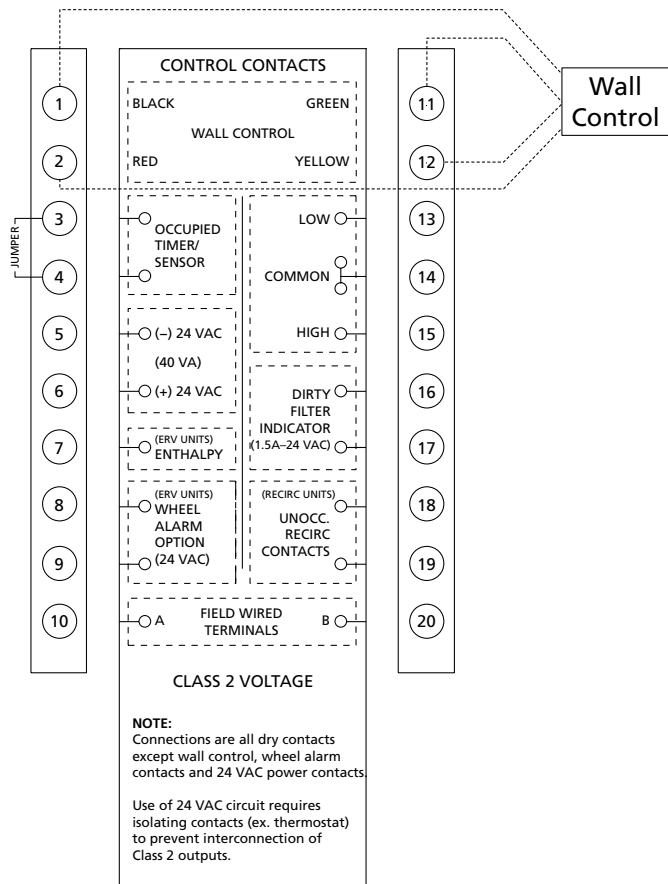 CONTROL CONTACTS
Wall
Control
1
BLACK
GREEN
11
WALL CONTROL
2
RED
YELLOW
12
JUMPER
3
OCCUPIED
TIMER/
SENSOR
LOW
13
4
COMMON
14
5
(–) 24 VAC
(40 VA)
HIGH
15
6
(+) 24 VAC
DIRTY
FILTER
INDICATOR
(1.5A–24 VAC)
16
7
(ERV UNITS)
ENTHALPY
17
8
(ERV UNITS)
WHEEL
ALARM
OPTION
(24 VAC)
(RECIRC UNITS)
UNOCC.
RECIRC
CONTACTS
18
9
19
10
A
FIELD WIRED
TERMINALS
B
20
CLASS 2 VOLTAGE
NOTE:
Connections are all dry contacts
except wall control, wheel alarm
contacts and 24 VAC power contacts.
Use of 24 VAC circuit requires
isolating contacts (ex. thermostat)
to prevent interconnection of
Class 2 outputs.